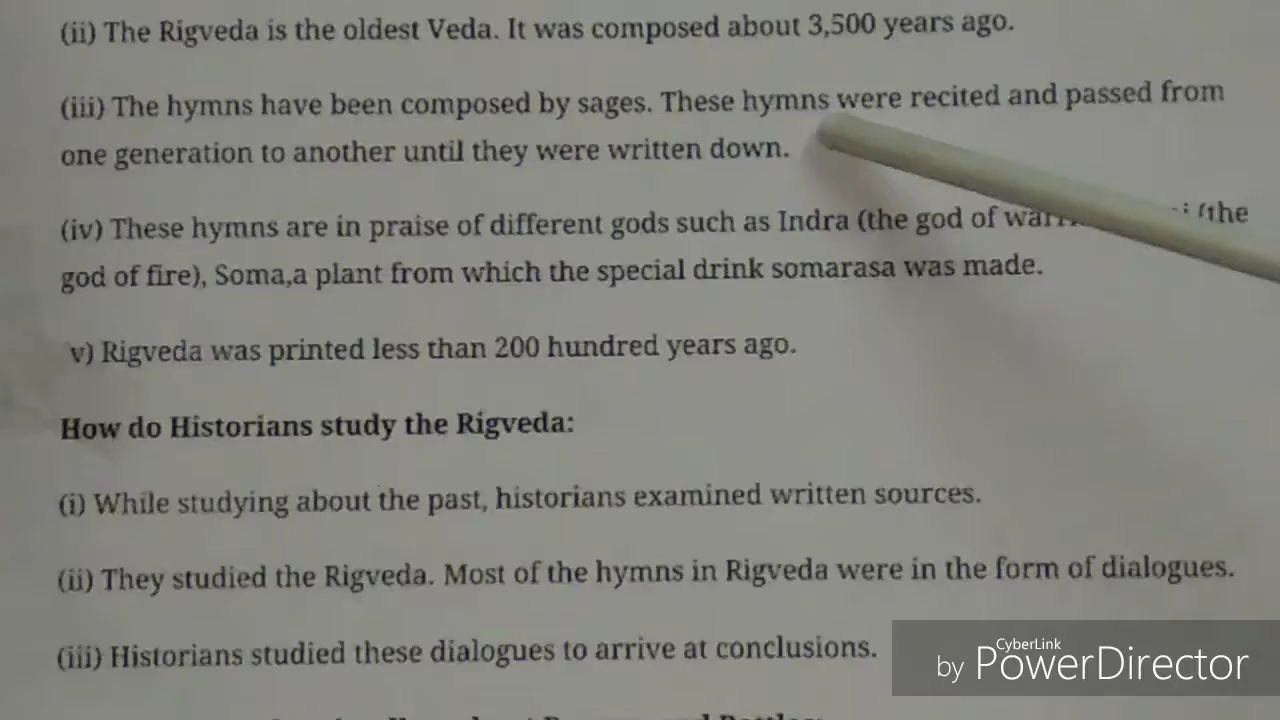 (ii) The Rigveda is the oldest Veda. It was composed about 3,500 years ago.
(iii) The hymns have been composed by sages. These hymns were recited and passed from
one generation to another until they were written down.
(iv) These hymns are in praise of different gods such as Indra (the god of (the
god of fire), Soma,a plant from which the special drink somarasa was made.
v) Rigveda was printed less than 200 hundred years ago.
How do Historians study the Rigveda:
(i) While studying about the past, historians examined written sources.
(ii) They studied the Rigveda. Most of the hymns in Rigveda were in the form of dialogues.
(iii) Historians studied these dialogues to arrive at conclusions.
CyberLink
by PowerDirector